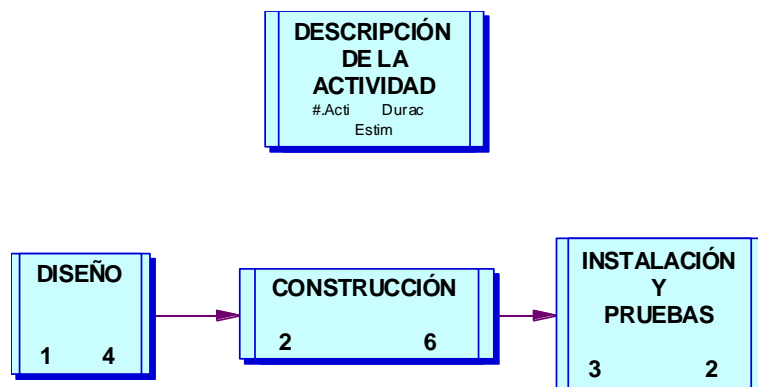 DESCRIPCIÓN
DE LA
ACTIVIDAD
#.Acti Durac
Estim
DISEÑO
1 4
CONSTRUCCIÓN
2 6
INSTALACIÓN
Y
PRUEBAS
3 2